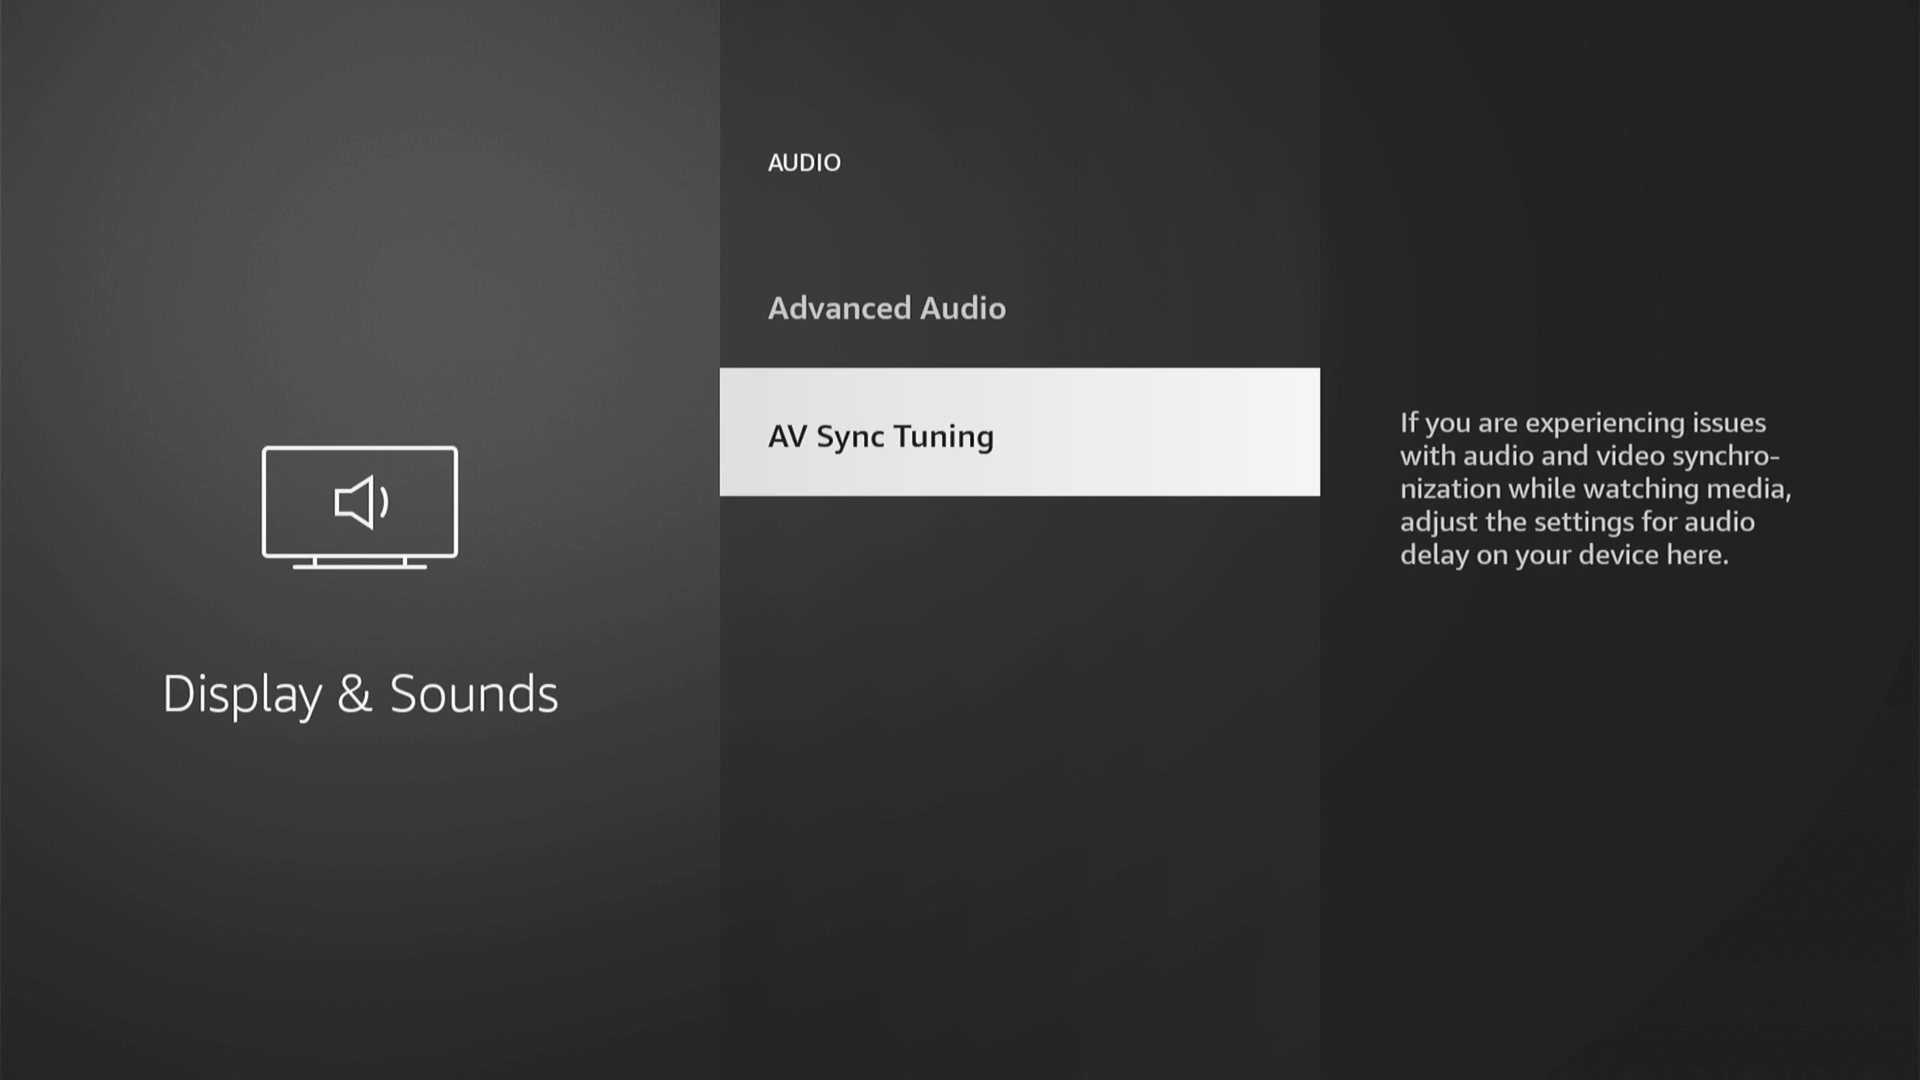 AUDIO
Advanced Audio
AV Sync Tuning
Display & Sounds
If you are experiencing issues
with audio and video synchro-
nization while watching media,
adjust the settings for audio
delay on your device here.